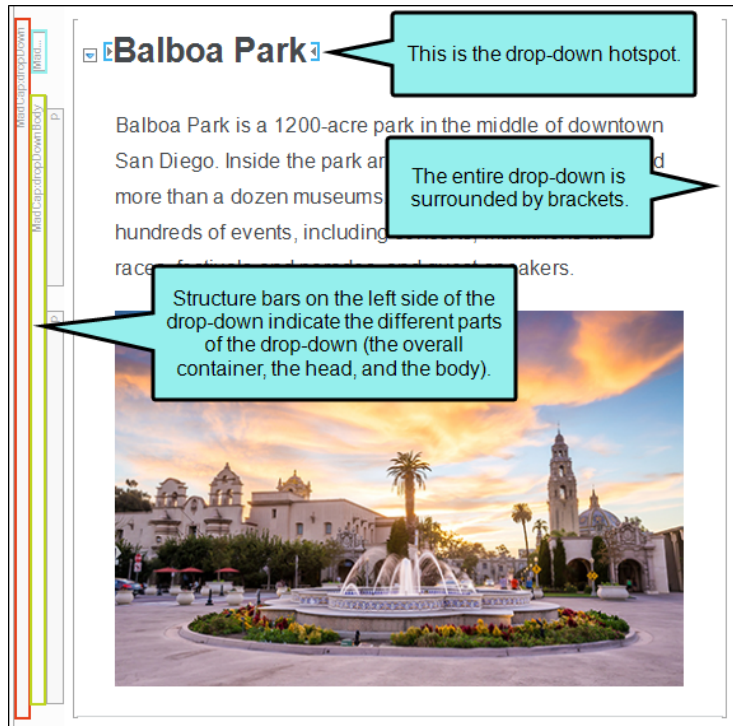 MadCap:dropDown
Mad...
MadCap:dropDownBody
p
p
Balboa Park
This is the drop-down hotspot.
Balboa Park is a 1200-acre park in the middle of downtown
San Diego. Inside the park
more than a dozen museums
The entire drop-down is
surrounded by brackets.
hundreds of events, including
Structure bars on the left side of the
drop-down indicate the different parts
of the drop-down (the overall
container, the head, and the body).